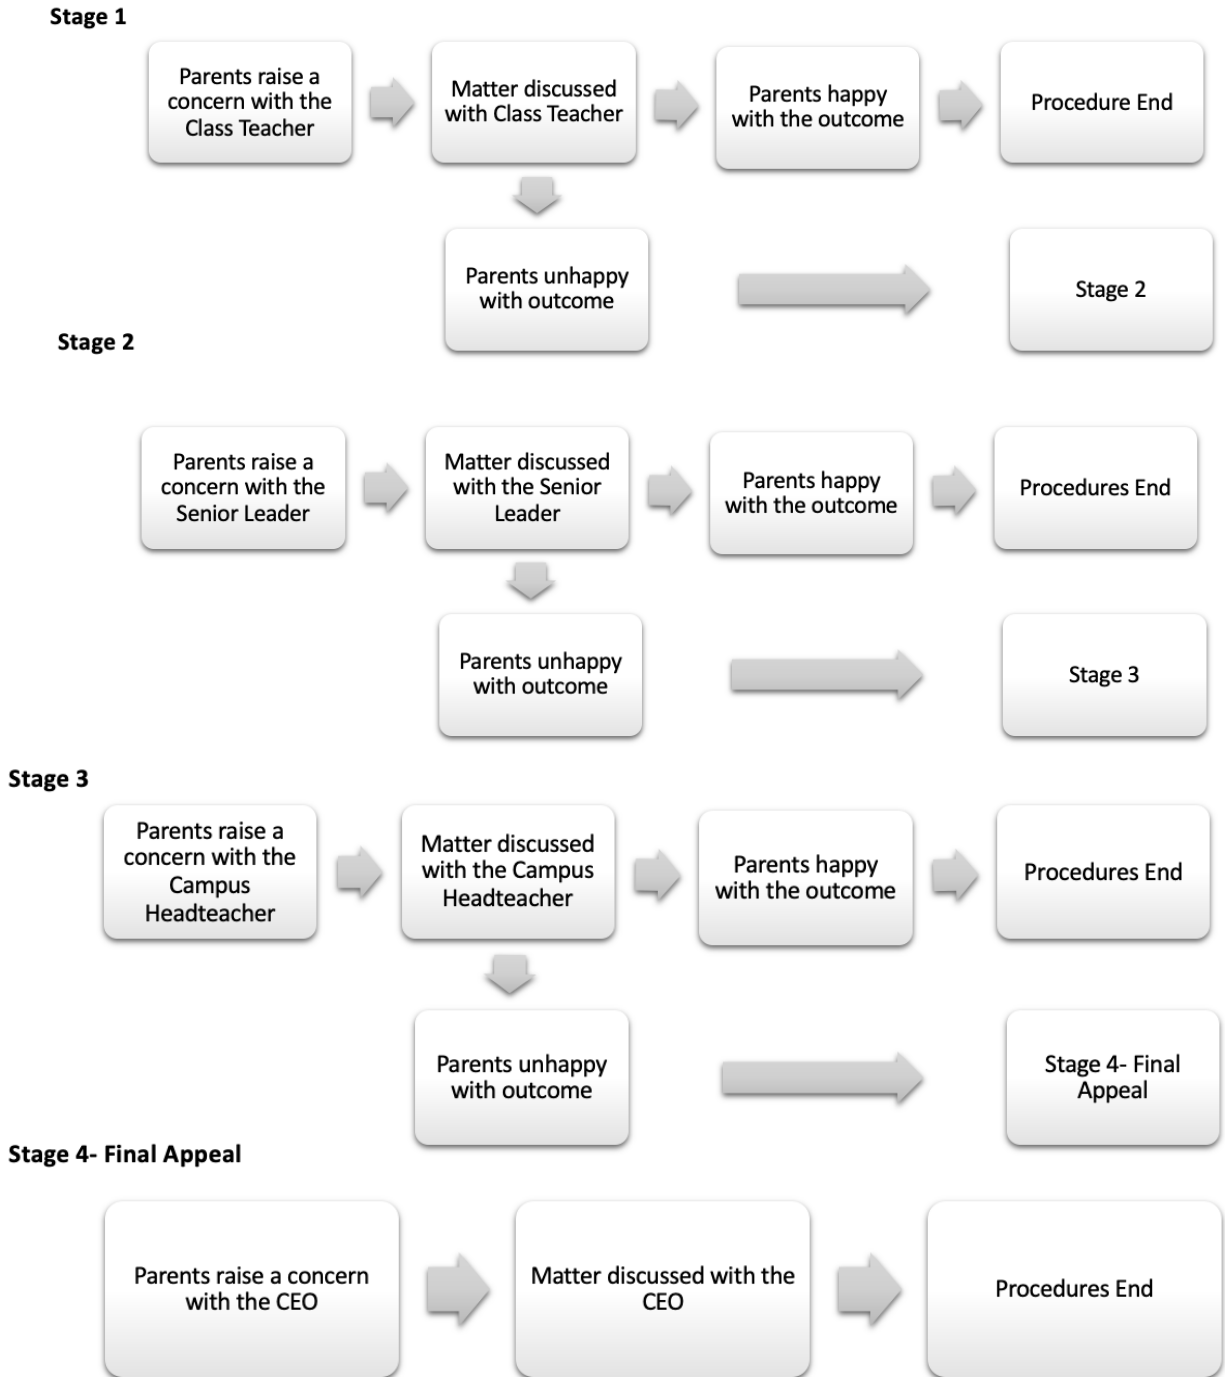 Stage 1
Parents raise a
concern with the
Class Teacher
Matter discussed
with Class Teacher
Parents happy
with the outcome
Procedure End
Parents unhappy
with outcome
Stage 2
Stage 2
Parents raise a
concern with the
Senior Leader
Matter discussed
with the Senior
Leader
Parents happy
with the outcome
Procedures End
Parents unhappy
with outcome
Stage 3
Stage 3
Parents raise a
concern with the
Campus
Headteacher
Matter discussed
with the Campus
Headteacher
Parents happy
with the outcome
Procedures End
Parents unhappy
with outcome
Stage 4- Final
Appeal
Stage 4- Final Appeal
Parents raise a concern
with the CEO
Matter discussed with the
CEO
Procedures End